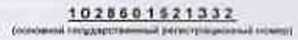 1028601521332
(основной государственный регистрационный номер)